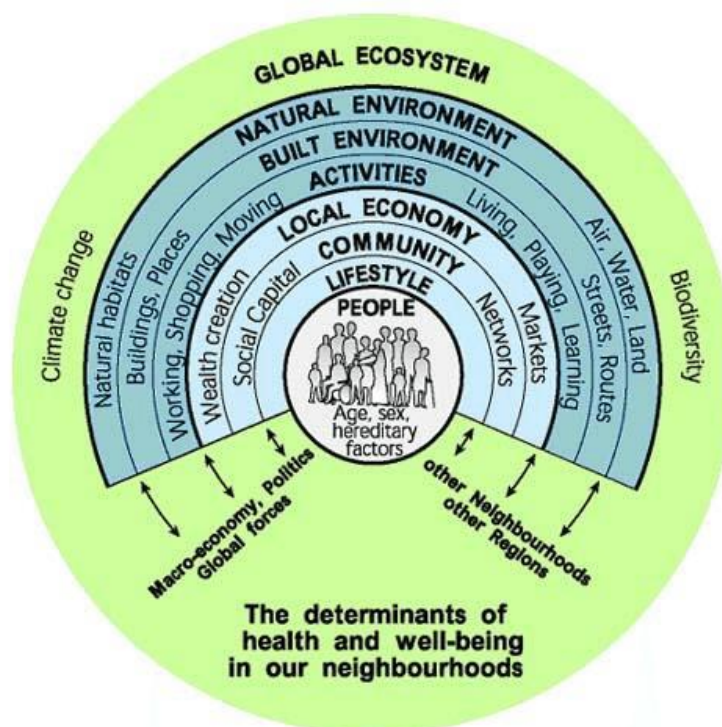 GLOBAL ECOSYSTEM
NATURAL ENVIRONMENT
BUILT ENVIRONMENT
ACTIVITIES
LOCAL ECONOMY
COMMUNITY
LIFESTYLE
PEOPLE
Age, sex,
hereditary
factors
Climate change
Natural habitats
Buildings, Places
Working, Shopping, Moving
Wealth creation
Social Capital
Networks
Markets
Living, Playing, Learning
Streets, Routes
Air, Water, Land
Biodiversity
Macro-economy, Politics
Global forces
other Neighbourhoods
other Regions
The determinants of
health and well-being
in our neighbourhoods